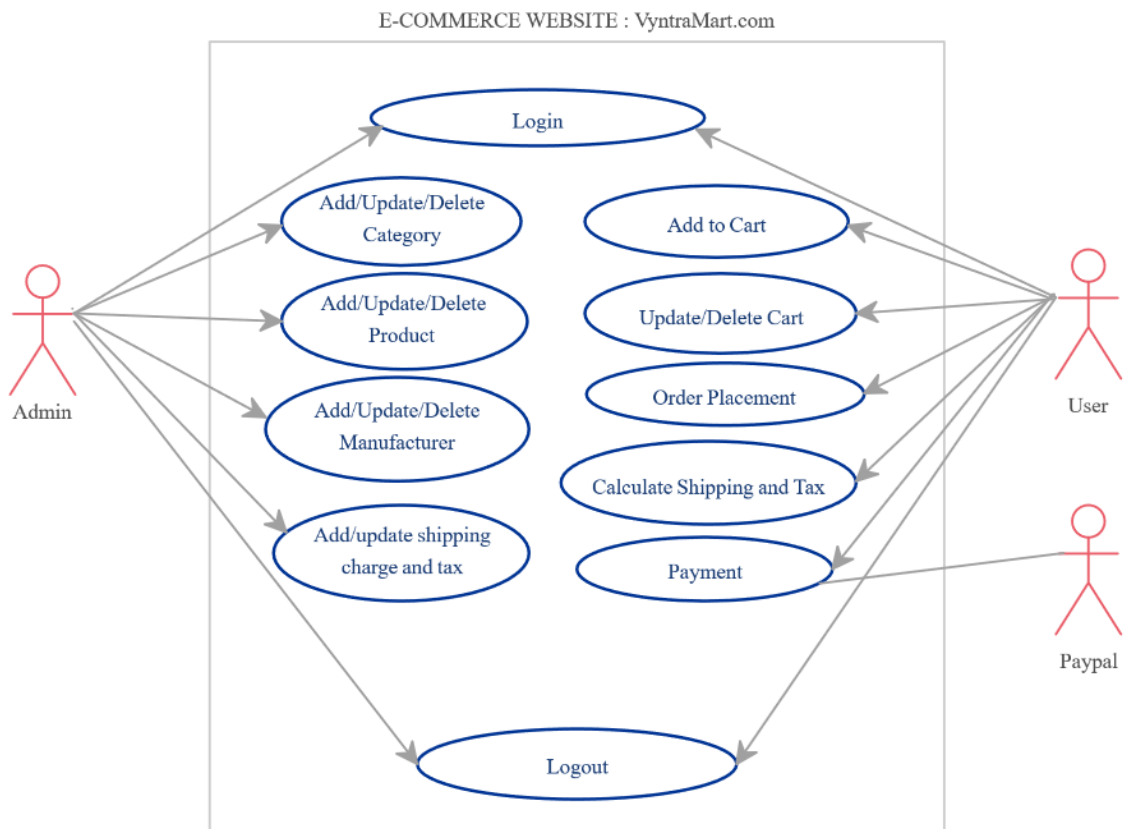 E-COMMERCE WEBSITE : VyntraMart.com
Login
Add/Update/Delete
Category
Add to Cart
Add/Update/Delete
Product
Update/Delete Cart
Admin
Add/Update/Delete
Manufacturer
Order Placement
User
Calculate Shipping and Tax
Add/update shipping
charge and tax
Payment
Paypal
Logout